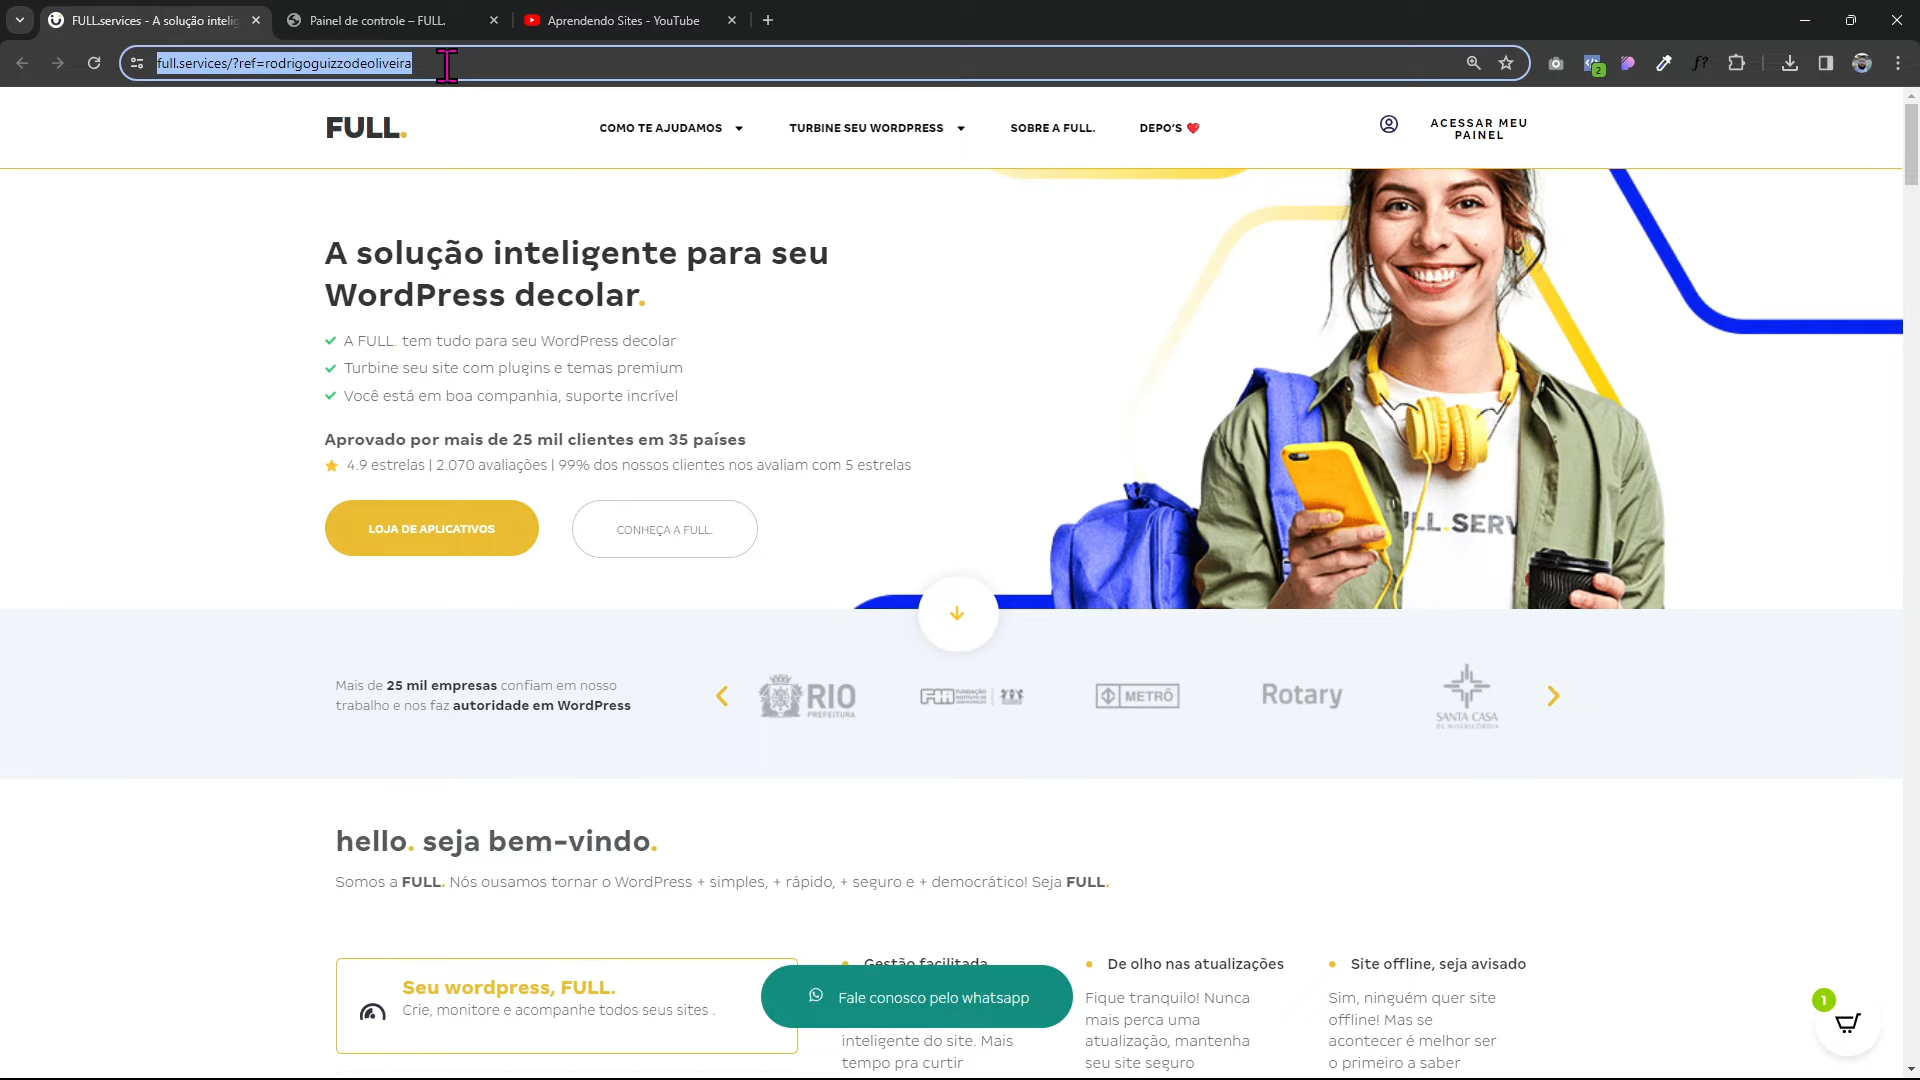 FULL.services - A solução intelig
Painel de controle – FULL.
Aprendendo Sites - YouTube
full.services/?ref=rodrigoguizzodeoliveira
2
f?
FULL.
COMO TE AJUDAMOS
TURBINE SEU WORDPRESS
SOBRE A FULL.
DEPO'S
ACESSAR MEU
PAINEL
A solução inteligente para seu
WordPress decolar.
A FULL. tem tudo para seu WordPress decolar
Turbine seu site com plugins e temas premium
Você está em boa companhia, suporte incrível
Aprovado por mais de 25 mil clientes em 35 países
4.9 estrelas | 2.070 avaliações | 99% dos nossos clientes nos avaliam com 5 estrelas
LOJA DE APLICATIVOS
CONHEÇA A FULL.
ULL.SERV
Mais de 25 mil empresas confiam em nosso
trabalho e nos faz autoridade em WordPress
RIO
PREFEITURA
FIA
METRÔ
Rotary
SANTA CASA
DE MISERICÓRDIA
hello. seja bem-vindo.
Somos a FULL. Nós ousamos tornar o WordPress + simples, + rápido, + seguro e + democrático! Seja FULL.
Seu wordpress, FULL.
Crie, monitore e acompanhe todos seus sites .
Gestão facilitada
inteligente do site. Mais
tempo pra curtir
De olho nas atualizações
Fique tranquilo! Nunca
mais perca uma
atualização, mantenha
seu site seguro
Site offline, seja avisado
Sim, ninguém quer site
offline! Mas se
acontecer é melhor ser
o primeiro a saber
Fale conosco pelo whatsapp
1